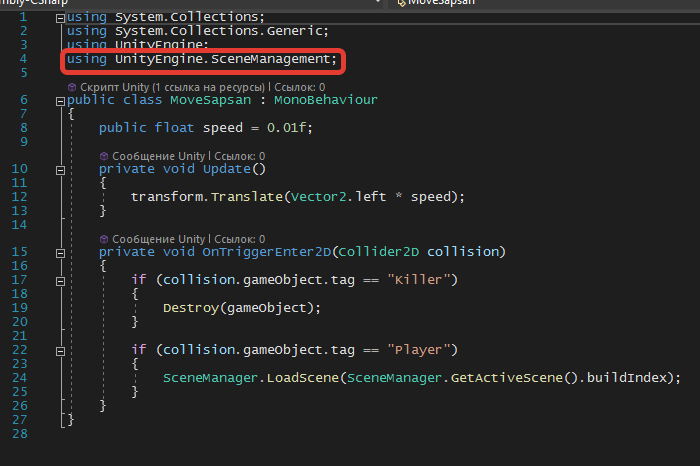 mbly-CSharp MoveSapsan
1 using System.Collections;
2 using System.Collections.Generic;
3 using UnityEngine;
4 using UnityEngine.SceneManagement;
5
Скрипт Unity (1 ссылка на ресурсы) | Ссылок: 0
6 public class MoveSapsan : MonoBehaviour
7 {
8 public float speed = 0.01f;
9
Сообщение Unity | Ссылок: 0
10 private void Update()
11 {
12 transform.Translate(Vector2.left * speed);
13 }
14
Сообщение Unity | Ссылок: 0
15 private void OnTriggerEnter2D(Collider2D collision)
16 {
17 if (collision.gameObject.tag == "Killer")
18 {
19 Destroy(gameObject);
20 }
21
22 if (collision.gameObject.tag == "Player")
23 {
24 SceneManager.LoadScene(SceneManager.GetActiveScene().buildIndex);
25 }
26 }
27 }
28